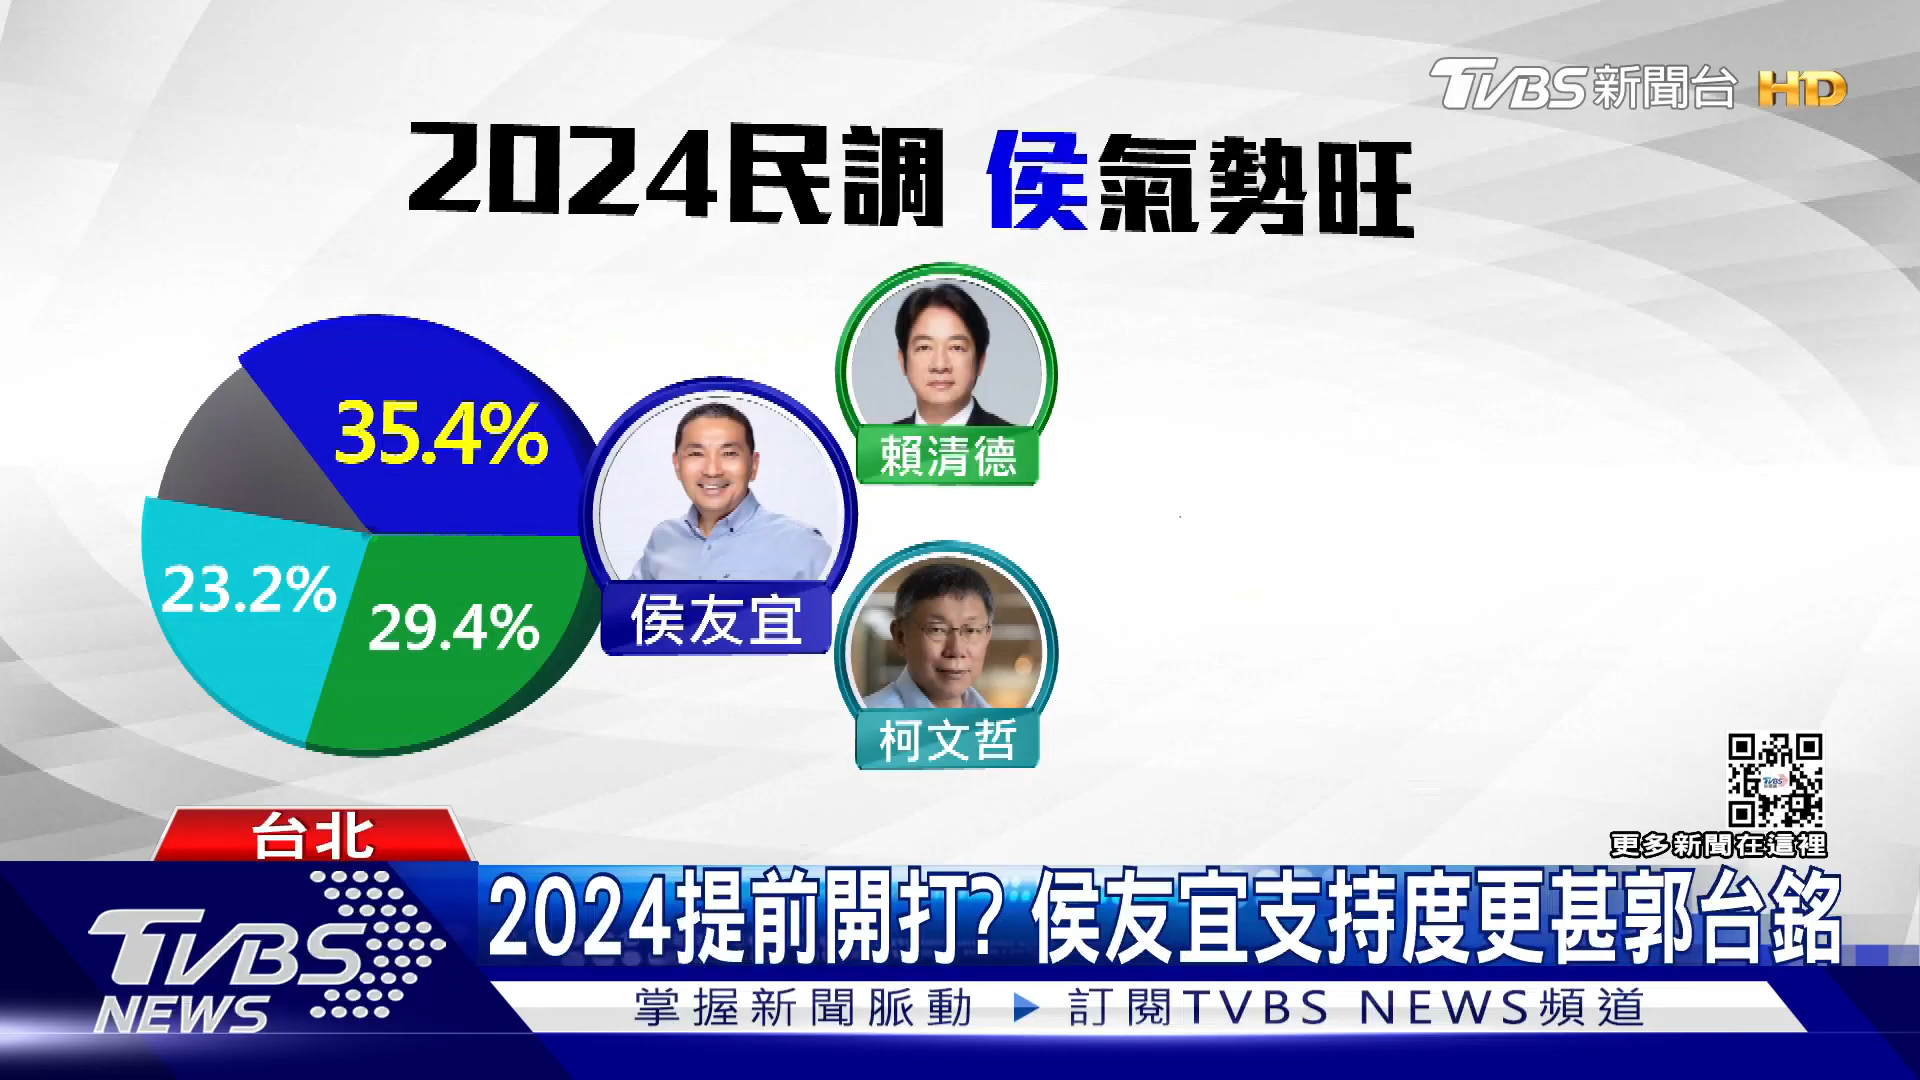 TVBS新聞台 HD
2024民調 侯氣勢旺
35.4%
23.2%
29.4%
侯友宜
賴清德
柯文哲
TVBS
更多新聞在這裡
台北
2024提前開打? 侯友宜支持度更甚郭台銘
TVBS NEWS
掌握新聞脈動 ▶ 訂閱TVBS NEWS頻道